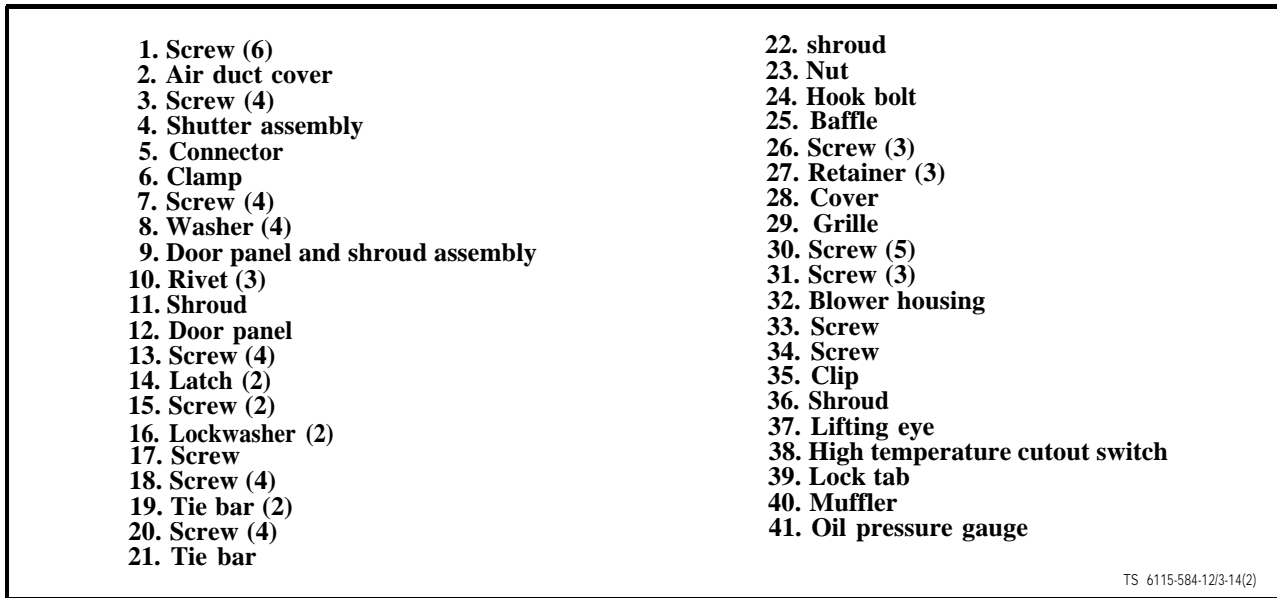 1. Screw (6)
2. Air duct cover
3. Screw (4)
4. Shutter assembly
5. Connector
6. Clamp
7. Screw (4)
8. Washer (4)
9. Door panel and shroud assembly
10. Rivet (3)
11. Shroud
12. Door panel
13. Screw (4)
14. Latch (2)
15. Screw (2)
16. Lockwasher (2)
17. Screw
18. Screw (4)
19. Tie bar (2)
20. Screw (4)
21. Tie bar
22. shroud
23. Nut
24. Hook bolt
25. Baffle
26. Screw (3)
27. Retainer (3)
28. Cover
29. Grille
30. Screw (5)
31. Screw (3)
32. Blower housing
33. Screw
34. Screw
35. Clip
36. Shroud
37. Lifting eye
38. High temperature cutout switch
39. Lock tab
40. Muffler
41. Oil pressure gauge
TS 6115-584-12/3-14(2)